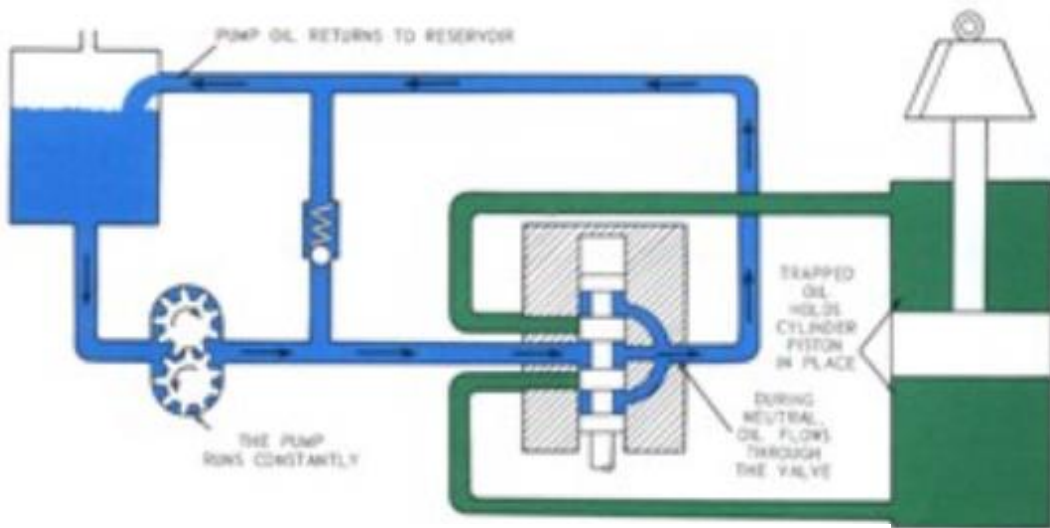 PUMP OIL RETURNS TO RESERVOIR
TRAPPED
OIL
HOLDS
CYLINDER
PISTON
IN PLACE
DURING
NEUTRAL,
OIL FLOWS
THROUGH
THE VALVE
THE PUMP
RUNS CONSTANTLY